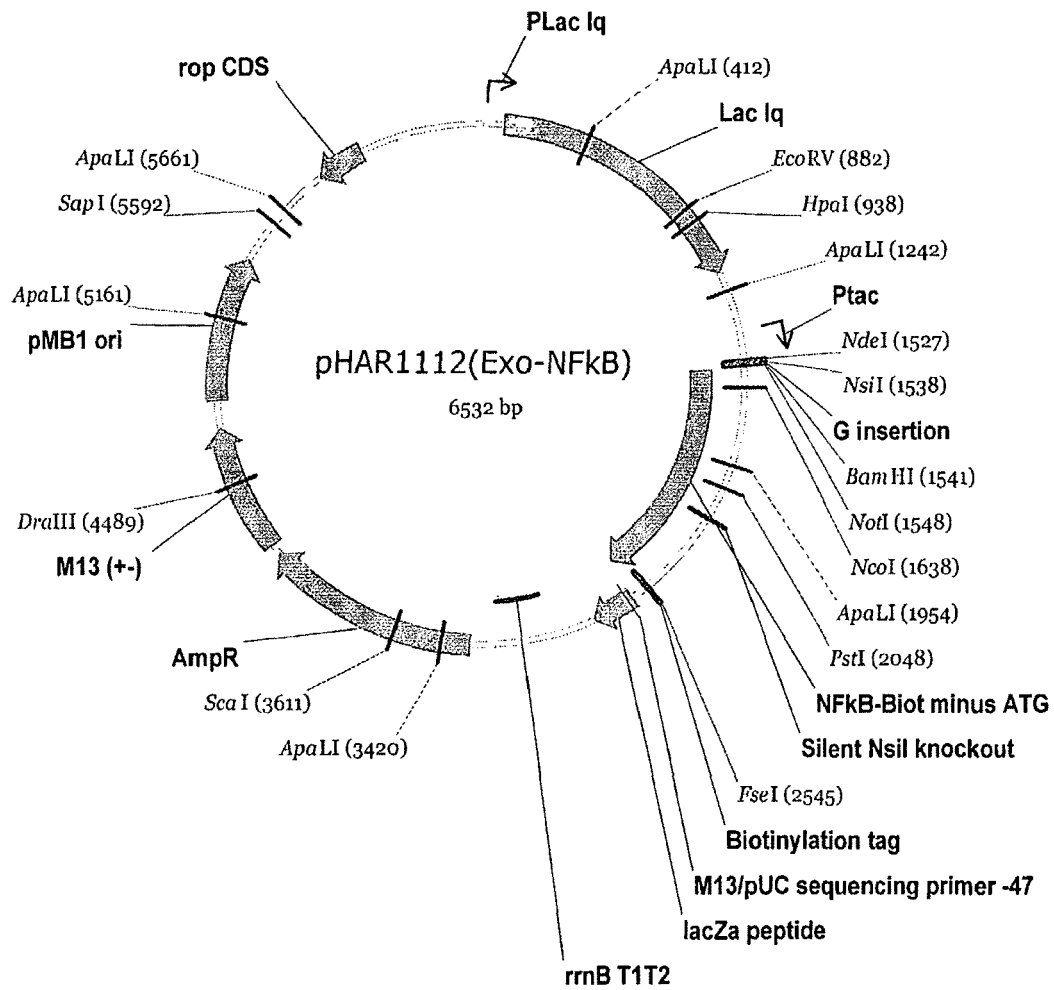 PLac Iq
rop CDS
ApaLI (412)
Lac Iq
ApaLI (5661)
EcoRV (882)
SapI (5592)
HpaI (938)
ApaLI (1242)
ApaLI (5161)
Ptac
pMB1 ori
NdeI (1527)
pHAR1112(Exo-NFkB)
NsiI (1538)
6532 bp
G insertion
BamHI (1541)
DraIII (4489)
NotI (1548)
M13 (+-)
NcoI (1638)
ApaLI (1954)
AmpR
PstI (2048)
ScaI (3611)
NFkB-Biot minus ATG
ApaLI (3420)
Silent NsiI knockout
FseI (2545)
Biotinylation tag
M13/pUC sequencing primer -47
lacZa peptide
rrnB T1T2